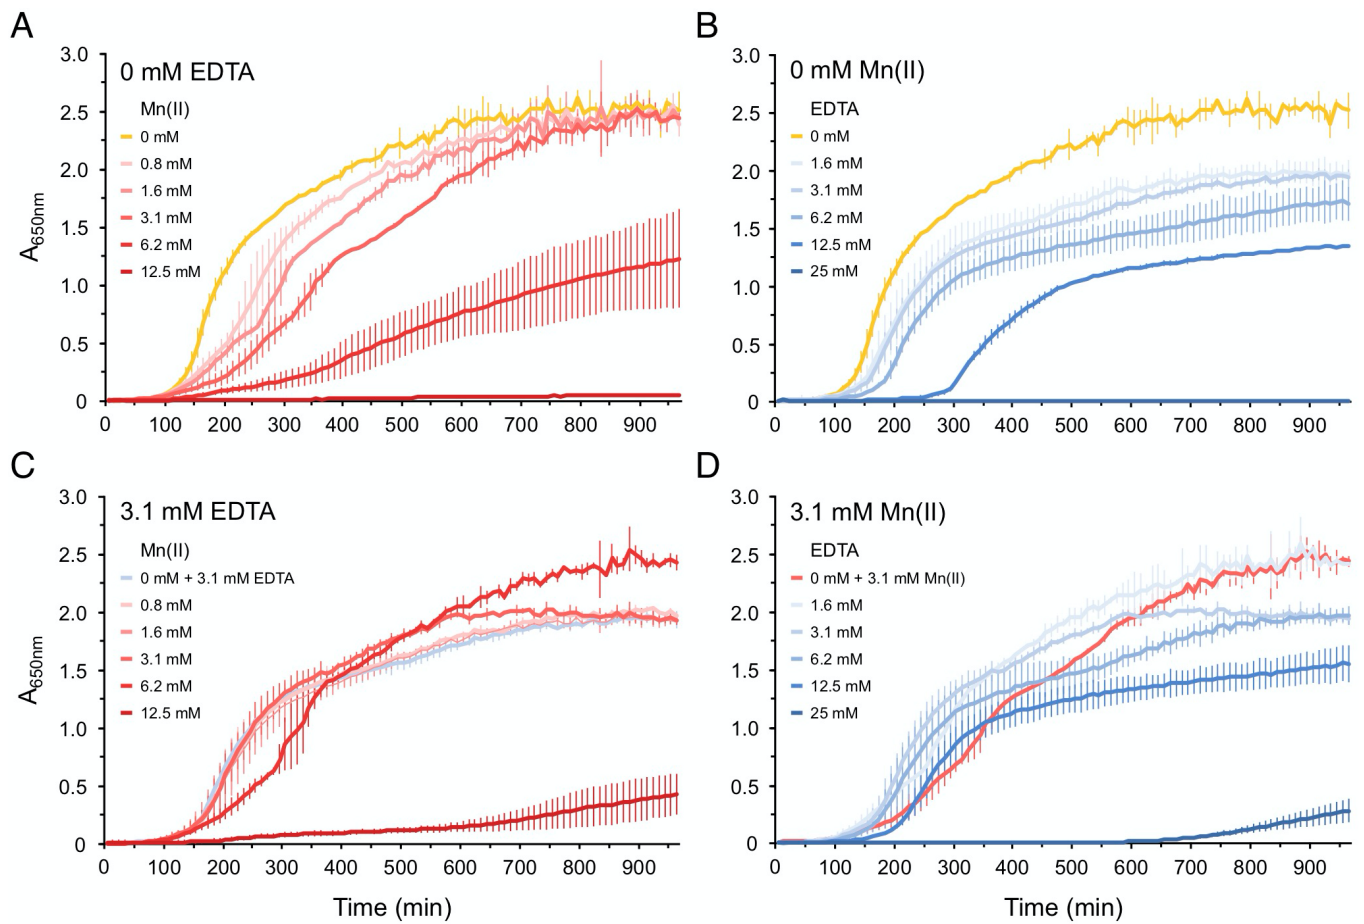 A
B
0 mM EDTA
Mn(II)
0 mM
0.8 mM
1.6 mM
3.1 mM
6.2 mM
12.5 mM
3.0
2.5
2.0
1.5
1.0
0.5
0
A650nm
0 100 200 300 400 500 600 700 800 900
0 mM Mn(II)
EDTA
0 mM
1.6 mM
3.1 mM
6.2 mM
12.5 mM
25 mM
3.0
2.5
2.0
1.5
1.0
0.5
0
0 100 200 300 400 500 600 700 800 900
C
D
3.1 mM EDTA
Mn(II)
0 mM + 3.1 mM EDTA
0.8 mM
1.6 mM
3.1 mM
6.2 mM
12.5 mM
3.0
2.5
2.0
1.5
1.0
0.5
0
A650nm
0 100 200 300 400 500 600 700 800 900
Time (min)
3.1 mM Mn(II)
EDTA
0 mM + 3.1 mM Mn(II)
1.6 mM
3.1 mM
6.2 mM
12.5 mM
25 mM
3.0
2.5
2.0
1.5
1.0
0.5
0
0 100 200 300 400 500 600 700 800 900
Time (min)